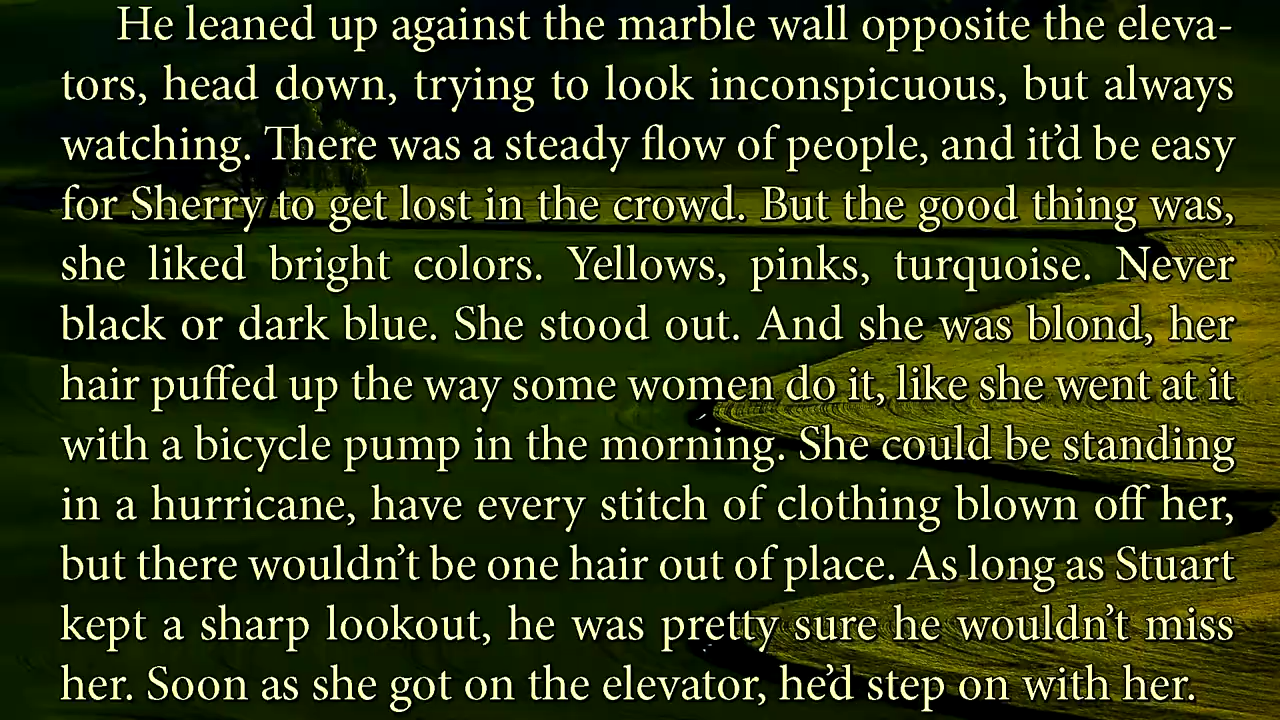 He leaned up against the marble wall opposite the eleva-
tors, head down, trying to look inconspicuous, but always
watching. There was a steady flow of people, and it’d be easy
for Sherry to get lost in the crowd. But the good thing was,
she liked bright colors. Yellows, pinks, turquoise. Never
black or dark blue. She stood out. And she was blond, her
hair puffed up the way some women do it, like she went at it
with a bicycle pump in the morning. She could be standing
in a hurricane, have every stitch of clothing blown off her,
but there wouldn’t be one hair out of place. As long as Stuart
kept a sharp lookout, he was pretty sure he wouldn’t miss
her. Soon as she got on the elevator, he’d step on with her.